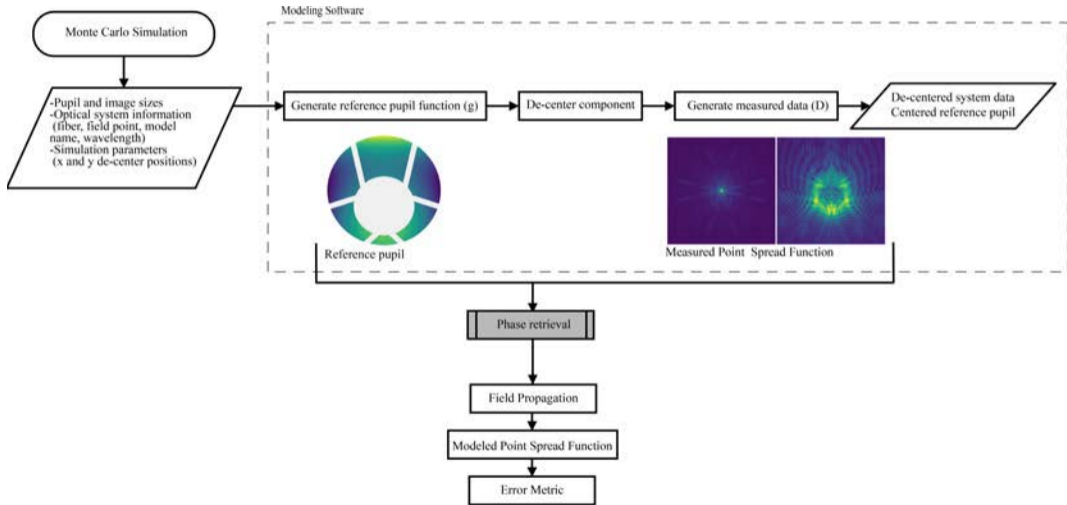 Modeling Software
Monte Carlo Simulation
-Pupil and image sizes
-Optical system information
(fiber, field point, model
name, wavelength)
-Simulation parameters
(x and y de-center positions)
Generate reference pupil function (g)
De-center component
Generate measured data (D)
De-centered system data
Centered reference pupil
Reference pupil
Measured Point Spread Function
Phase retrieval
Field Propagation
Modeled Point Spread Function
Error Metric